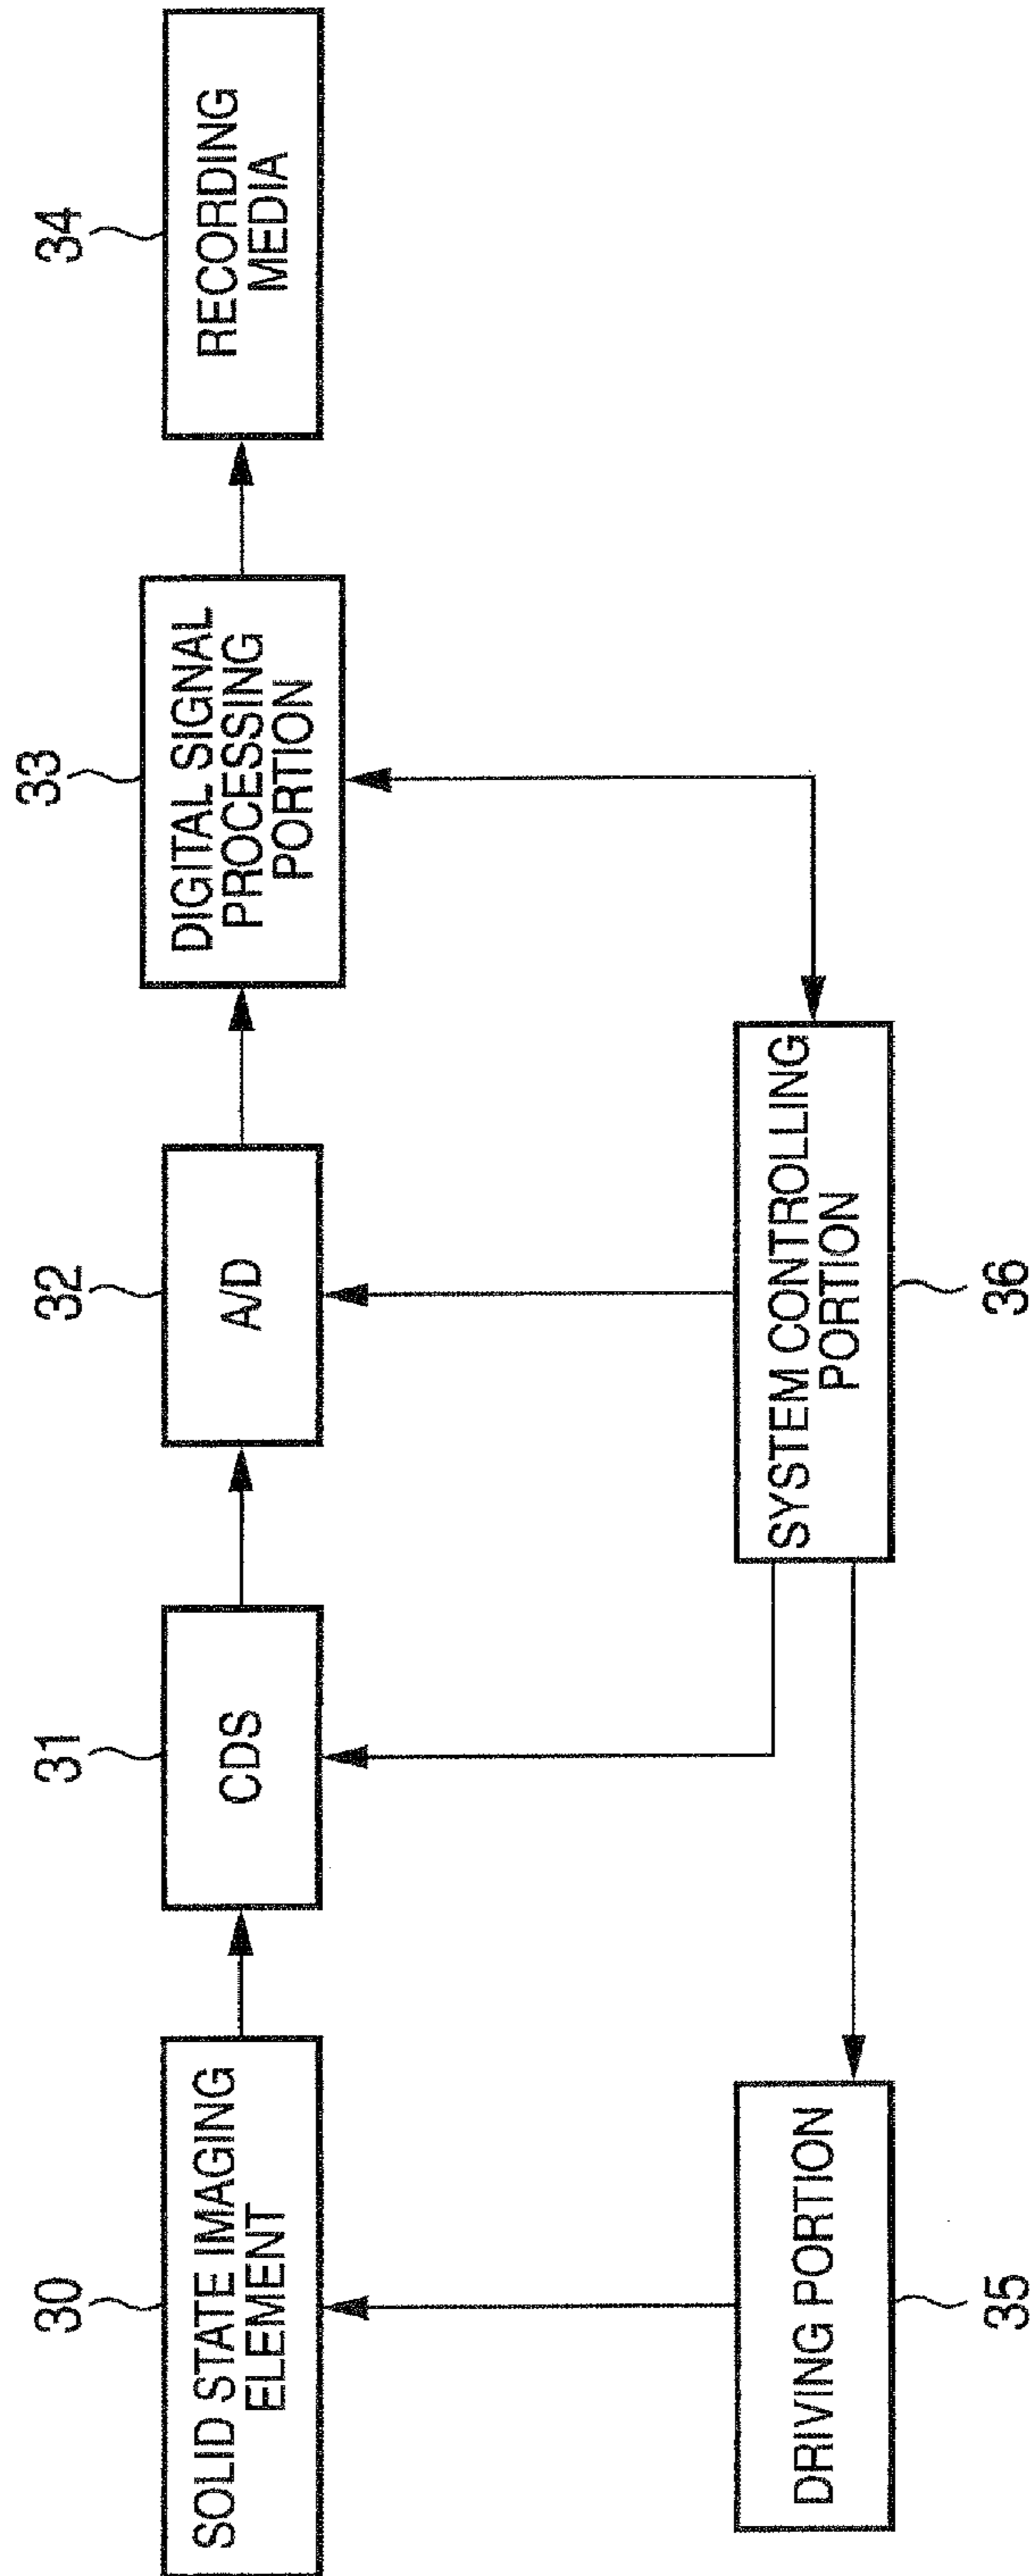 30
SOLID STATE IMAGING
ELEMENT
31
CDS
32
A/D
33
DIGITAL SIGNAL
PROCESSING
PORTION
34
RECORDING
MEDIA
DRIVING PORTION
35
SYSTEM CONTROLLING
PORTION
36